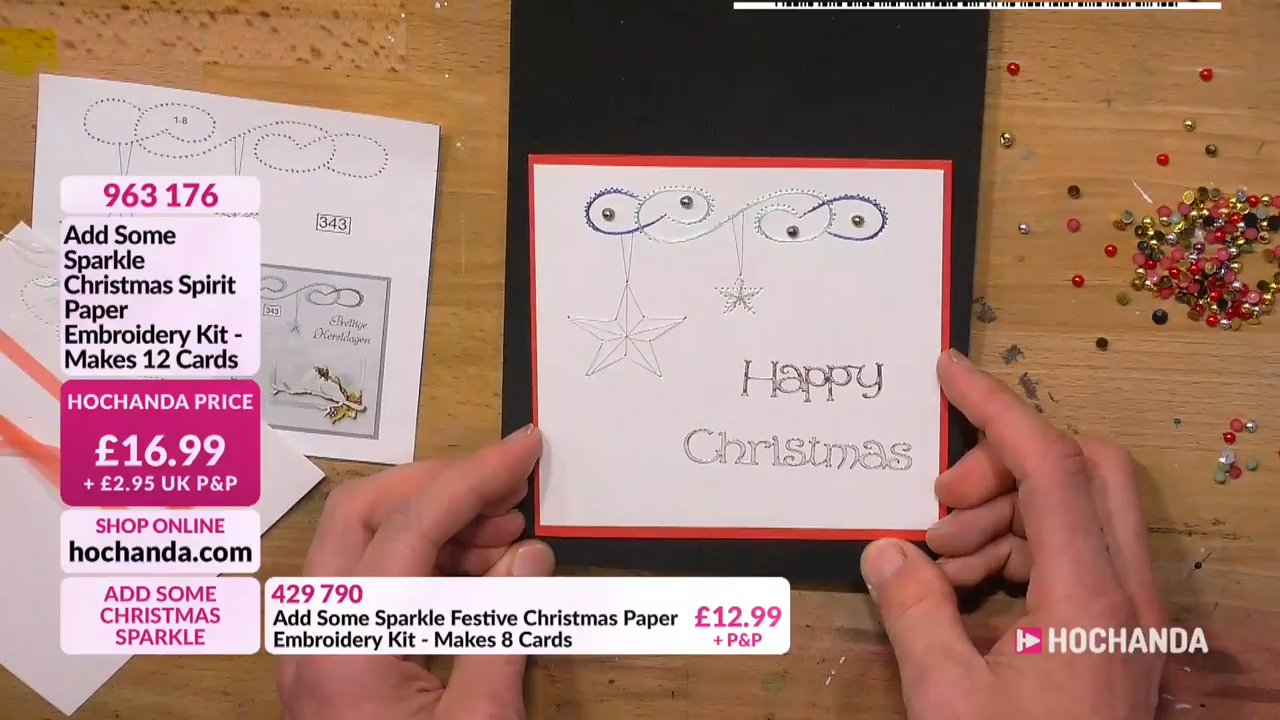 1-8
343
963 176
Add Some
Sparkle
Christmas Spirit
Paper
Embroidery Kit -
Makes 12 Cards
HOCHANDA PRICE
£16.99
+ £2.95 UK P&P
SHOP ONLINE
hochanda.com
ADD SOME
CHRISTMAS
SPARKLE
429 790
Add Some Sparkle Festive Christmas Paper
Embroidery Kit - Makes 8 Cards
£12.99
+ P&P
343
Prettige
Kerstdagen
Happy
Christmas
HOCHANDA